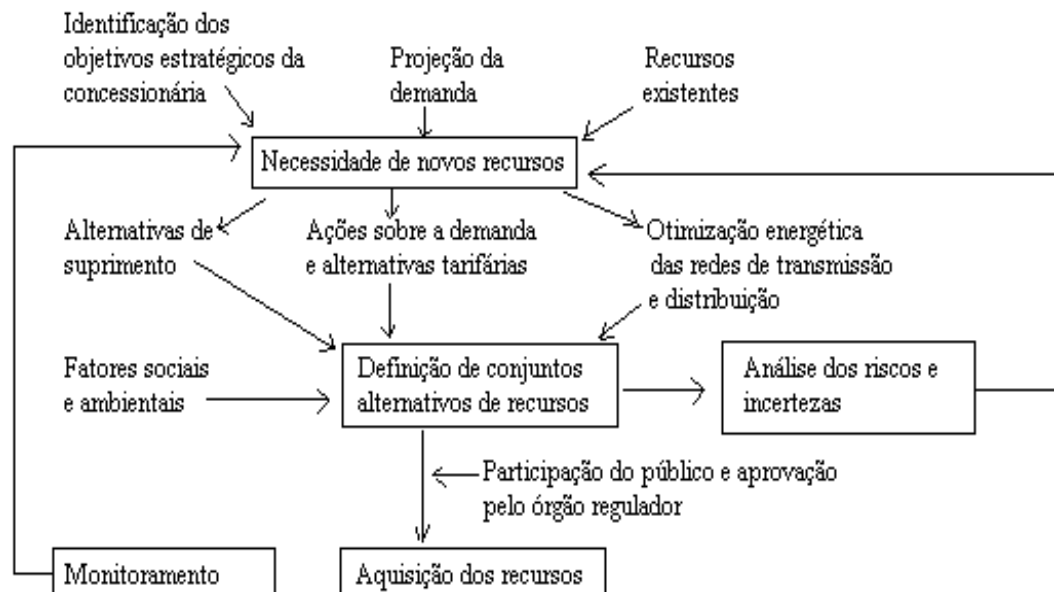 Identificação dos
objetivos estratégicos da
concessionária
Projeção da
demanda
Recursos
existentes
Necessidade de novos recursos
Alternativas de
suprimento
Ações sobre a demanda
e alternativas tarifárias
Otimização energética
das redes de transmissão
e distribuição
Fatores sociais
e ambientais
Definição de conjuntos
alternativos de recursos
Análise dos riscos e
incertezas
Participação do público e aprovação
pelo órgão regulador
Monitoramento
Aquisição dos recursos